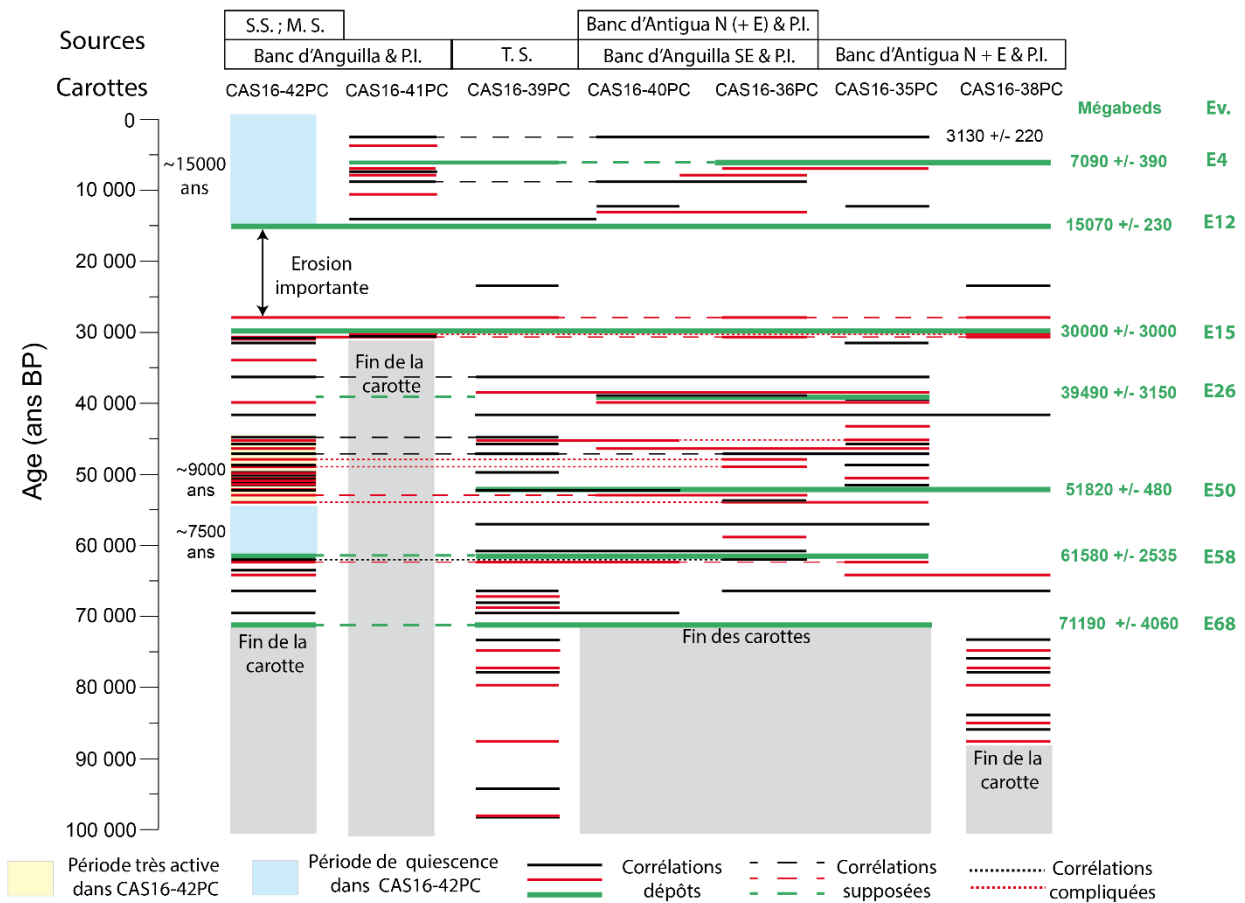 Sources
S.S. ; M. S.
Banc d'Antigua N (+ E) & P.I.
Banc d'Anguilla & P.I.
T. S.
Banc d'Anguilla SE & P.I.
Banc d'Antigua N + E & P.I.
Carottes
CAS16-42PC
CAS16-41PC
CAS16-39PC
CAS16-40PC
CAS16-36PC
CAS16-35PC
CAS16-38PC
Mégabeds
Ev.
Age (ans BP)
0
10 000
20 000
30 000
40 000
50 000
60 000
70 000
80 000
90 000
100 000
~15000
ans
~9000
ans
~7500
ans
3130 +/- 220
7090 +/- 390
E4
15070 +/- 230
E12
30000 +/- 3000
E15
39490 +/- 3150
E26
51820 +/- 480
E50
61580 +/- 2535
E58
71190 +/- 4060
E68
Erosion
importante
Fin de la
carotte
Fin de la
carotte
Fin des carottes
Fin de la
carotte
Période très active
dans CAS16-42PC
Période de quiescence
dans CAS16-42PC
Corrélations
dépôts
Corrélations
supposées
Corrélations
compliquées